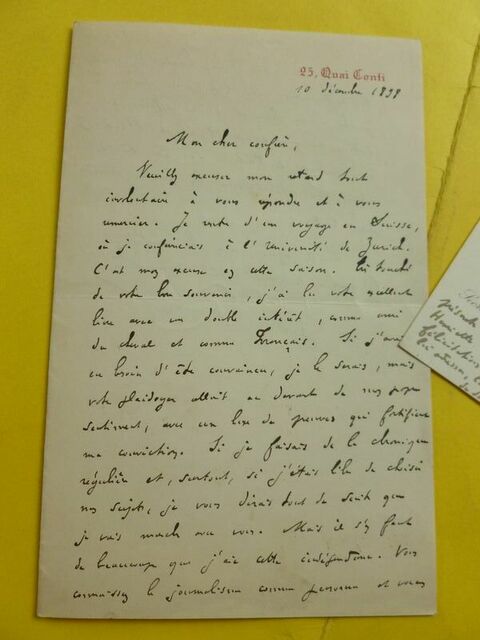 25, Quai Conti
10 décembre 1898
Mon cher confrère,
Veuillez excuser mon retard tout
involontaire à vous répondre et à vous
remercier. Je rentre d'un voyage en Suisse,
où je conférenciais à l'Université de Zurich.
C'est mon excuse en cette saison. Très touché
de votre bon souvenir, j'ai lu votre excellent
livre avec un double intérêt, comme ami
du cheval et comme Français. Si j'avais
eu besoin d'être convaincu, je le serais, mais
votre plaidoyer allait au devant de mes propres
sentiments, avec un luxe de preuves qui fortifient
ma conviction. Si je faisais de la chronique
régulière et, surtout, si j'étais libre de choisir
mes sujets, je vous dirais tout de suite que
je vais marcher avec vous. Mais il s'en faut
de beaucoup que j'aie cette indépendance. Vous
connaissez le journalisme comme personne et vous